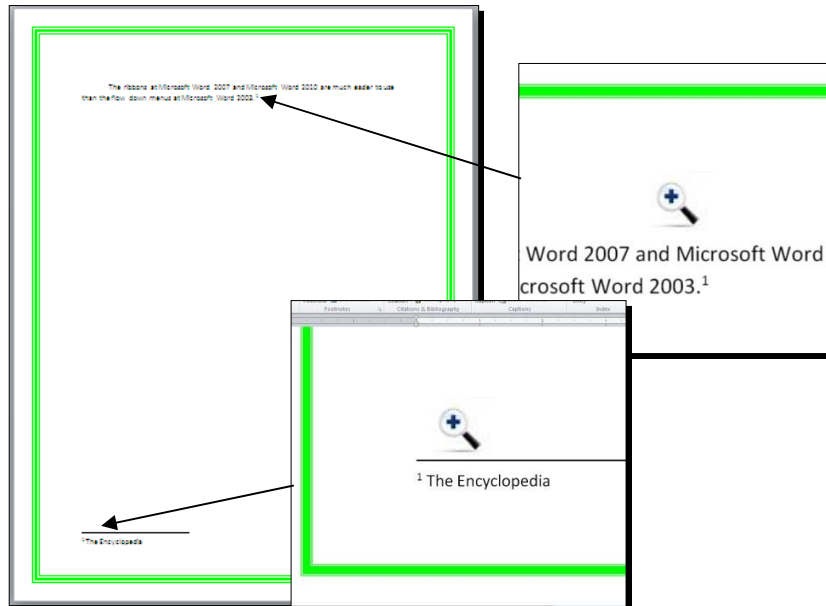 The ribbons at Microsoft Word 2007 and Microsoft Word 2010 are much easier to use
than the flow down menus at Microsoft Word 2003.¹
Word 2007 and Microsoft Word
crosoft Word 2003.¹
Footnotes Citations & Bibliography Captions Index
¹ The Encyclopedia
¹ The Encyclopedia